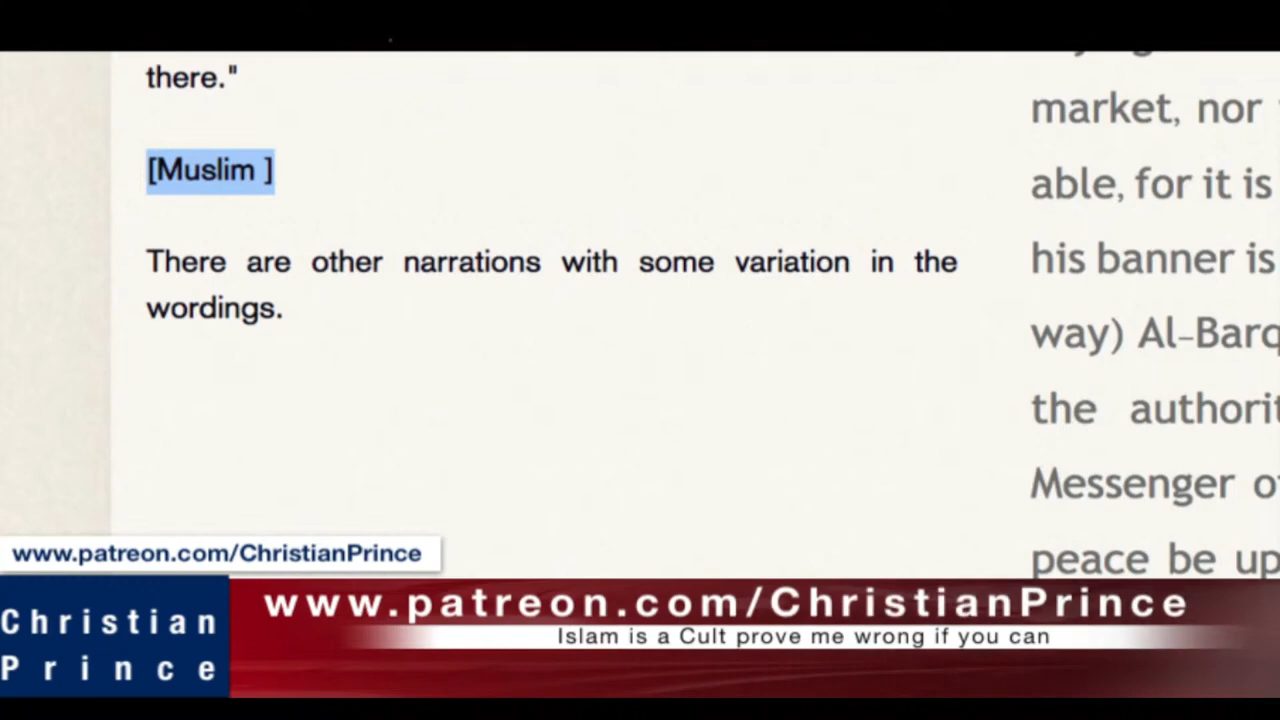 there."
[Muslim ]
There are other narrations with some variation in the
wordings.
market, nor
able, for it is
his banner is
way) Al-Barq
the authorit
Messenger of
peace be up
www.patreon.com/ChristianPrince
Christian
Prince
www.patreon.com/ChristianPrince
Islam is a Cult prove me wrong if you can